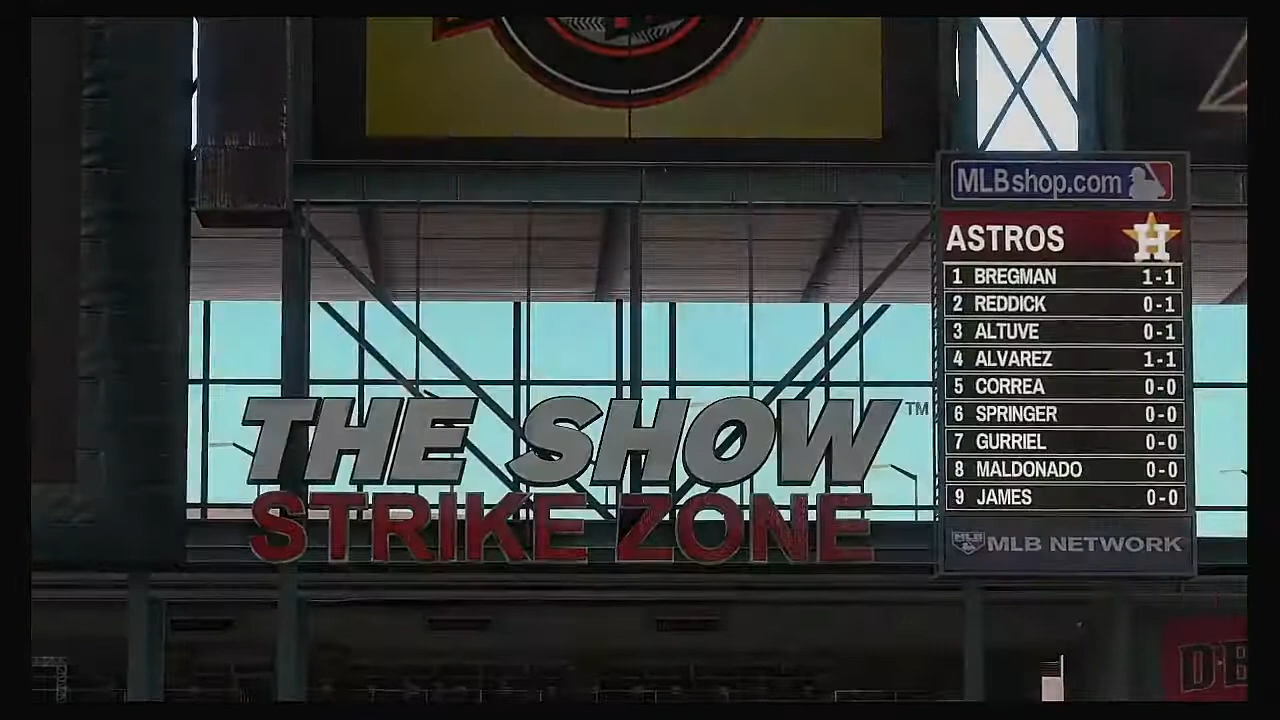 MLBshop.com
ASTROS H
1 BREGMAN 1-1
2 REDDICK 0-1
3 ALTUVE 0-1
4 ALVAREZ 1-1
5 CORREA 0-0
6 SPRINGER 0-0
7 GURRIEL 0-0
8 MALDONADO 0-0
9 JAMES 0-0
MLB MLB NETWORK
THE SHOW™
STRIKE ZONE